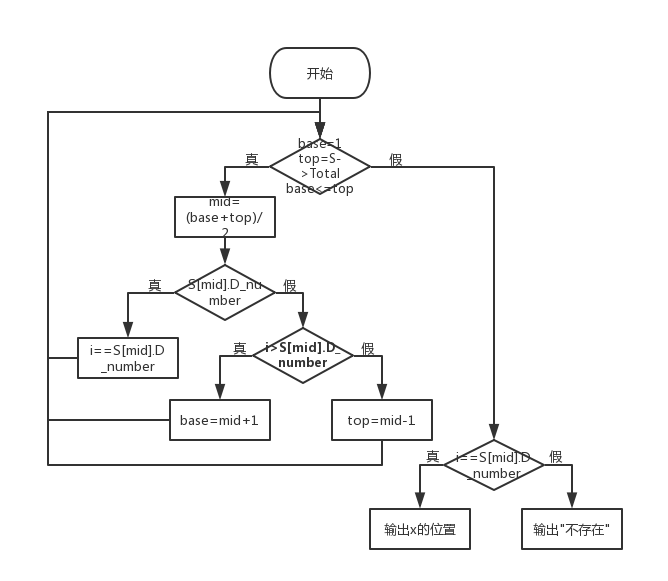 开始
base=1
真
top=S-
假
>Total
base<=top
mid=
(base+top)/
2
真
S[mid].D_nu
假
mber
i==S[mid].D
_number
真
i>S[mid].D_
假
number
base=mid+1
top=mid-1
真
i==S[mid].D
假
_number
输出x的位置
输出"不存在"